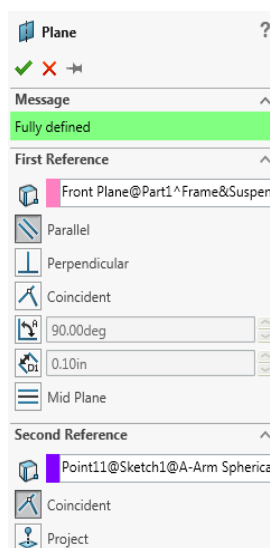 Plane ?
Message
Fully defined
First Reference
Front Plane@Part1^Frame&Suspen
Parallel
Perpendicular
Coincident
90.00deg
D1
0.10in
Mid Plane
Second Reference
Point11@Sketch1@A-Arm Spherica
Coincident
Project